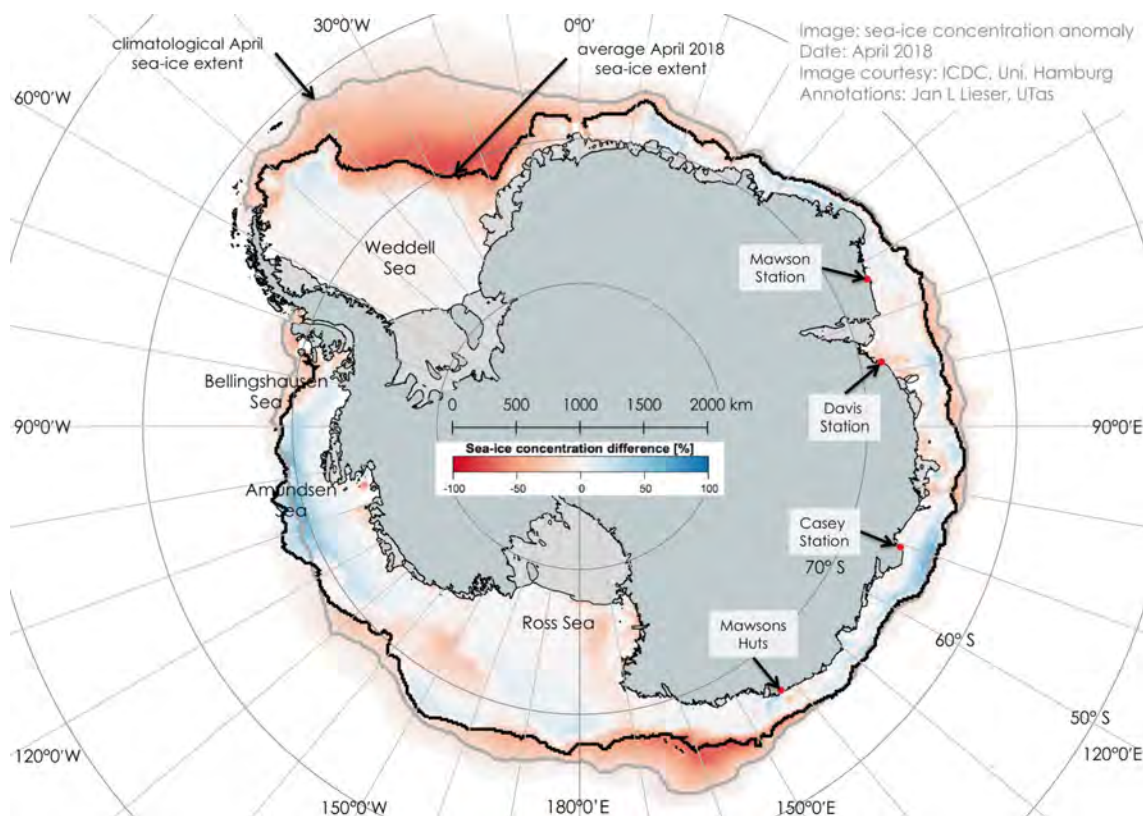 30°0'W
0°0'E
Image: sea-ice concentration anomaly
Date: April 2018
Image courtesy: ICDC, Uni. Hamburg
Annotations: Jan L Lieser, UTas
climatological April
sea-ice extent
average April 2018
sea-ice extent
60°0'W
Weddell
Sea
Mawson
Station
Bellingshausen
Sea
0 500 1000 1500 2000 km
Davis
Station
90°0'W
90°0'E
Sea-ice concentration difference [%]
-100 -50 0 50 100
Amundsen
Sea
Casey
Station
70° S
Ross Sea
Mawsons
Huts
60° S
50° S
120°0'W
120°0'E
150°0'W
180°0'E
150°0'E